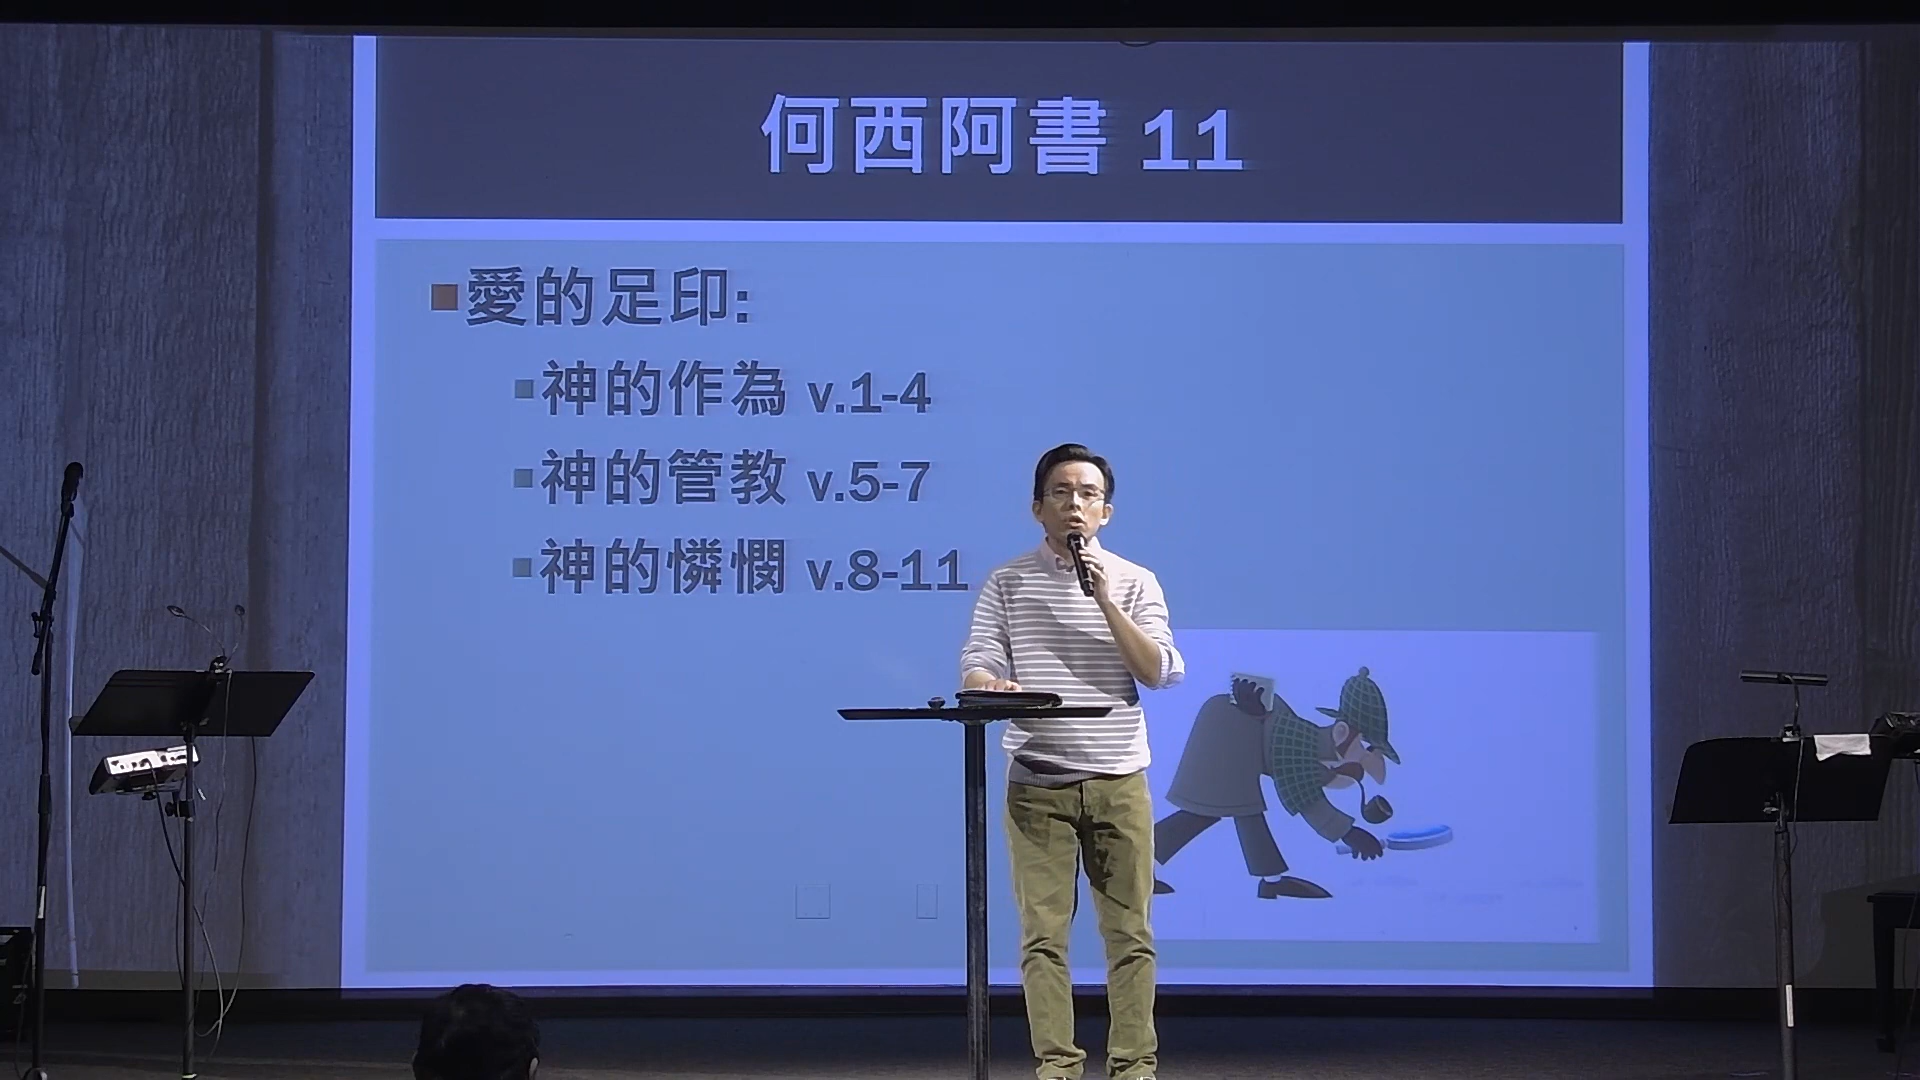 何西阿書 11
愛的足印:
神的作為 v.1-4
神的管教 v.5-7
神的憐憫 v.8-11